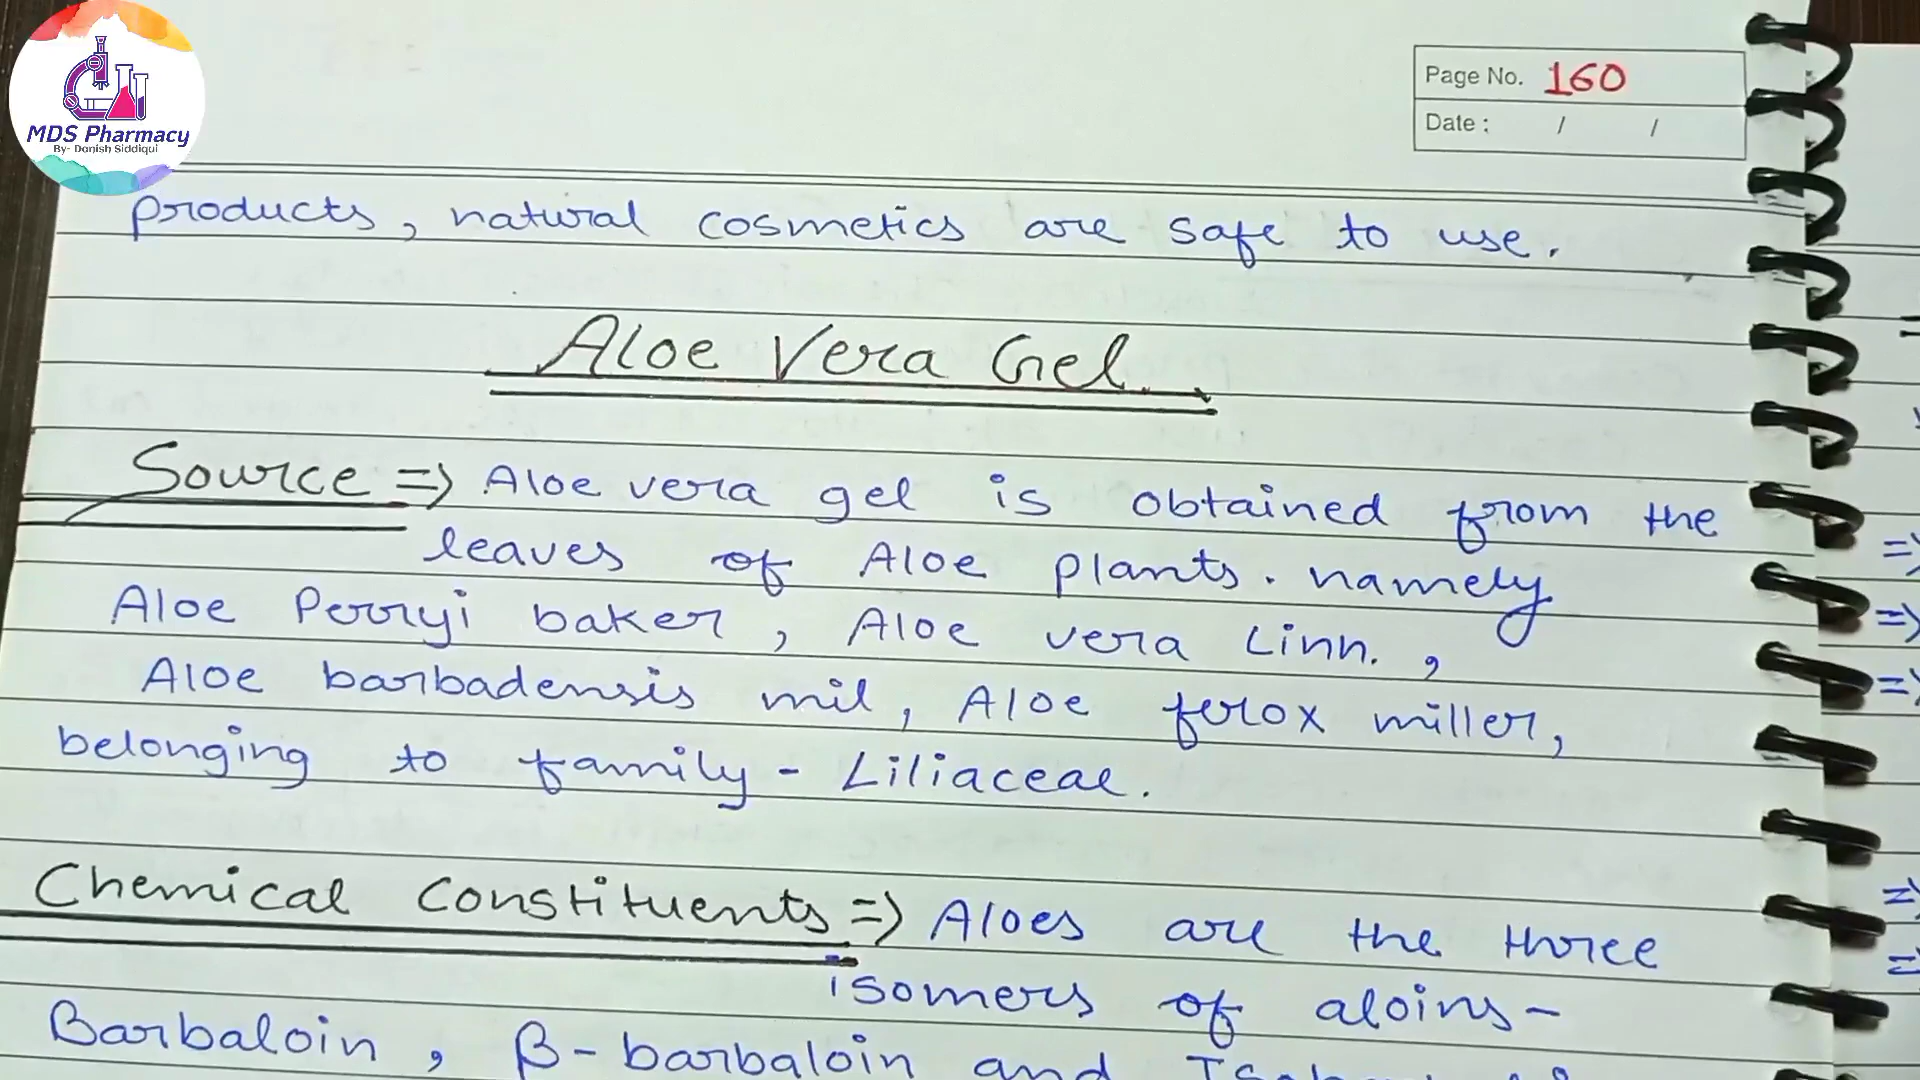 MDS Pharmacy
By- Danish Siddiqui
Page No. 160
Date : / /
products, natural cosmetics are safe to use.
Aloe Vera Gel
Source => Aloe vera gel is obtained from the
leaves of Aloe plants. namely
Aloe Perryi baker, Aloe vera Linn.,
Aloe barbadensis mil, Aloe ferox miller,
belonging to family - Liliaceae.
Chemical Constituents => Aloes are the three
isomers of aloins-
Barbaloin, β-barbaloin and